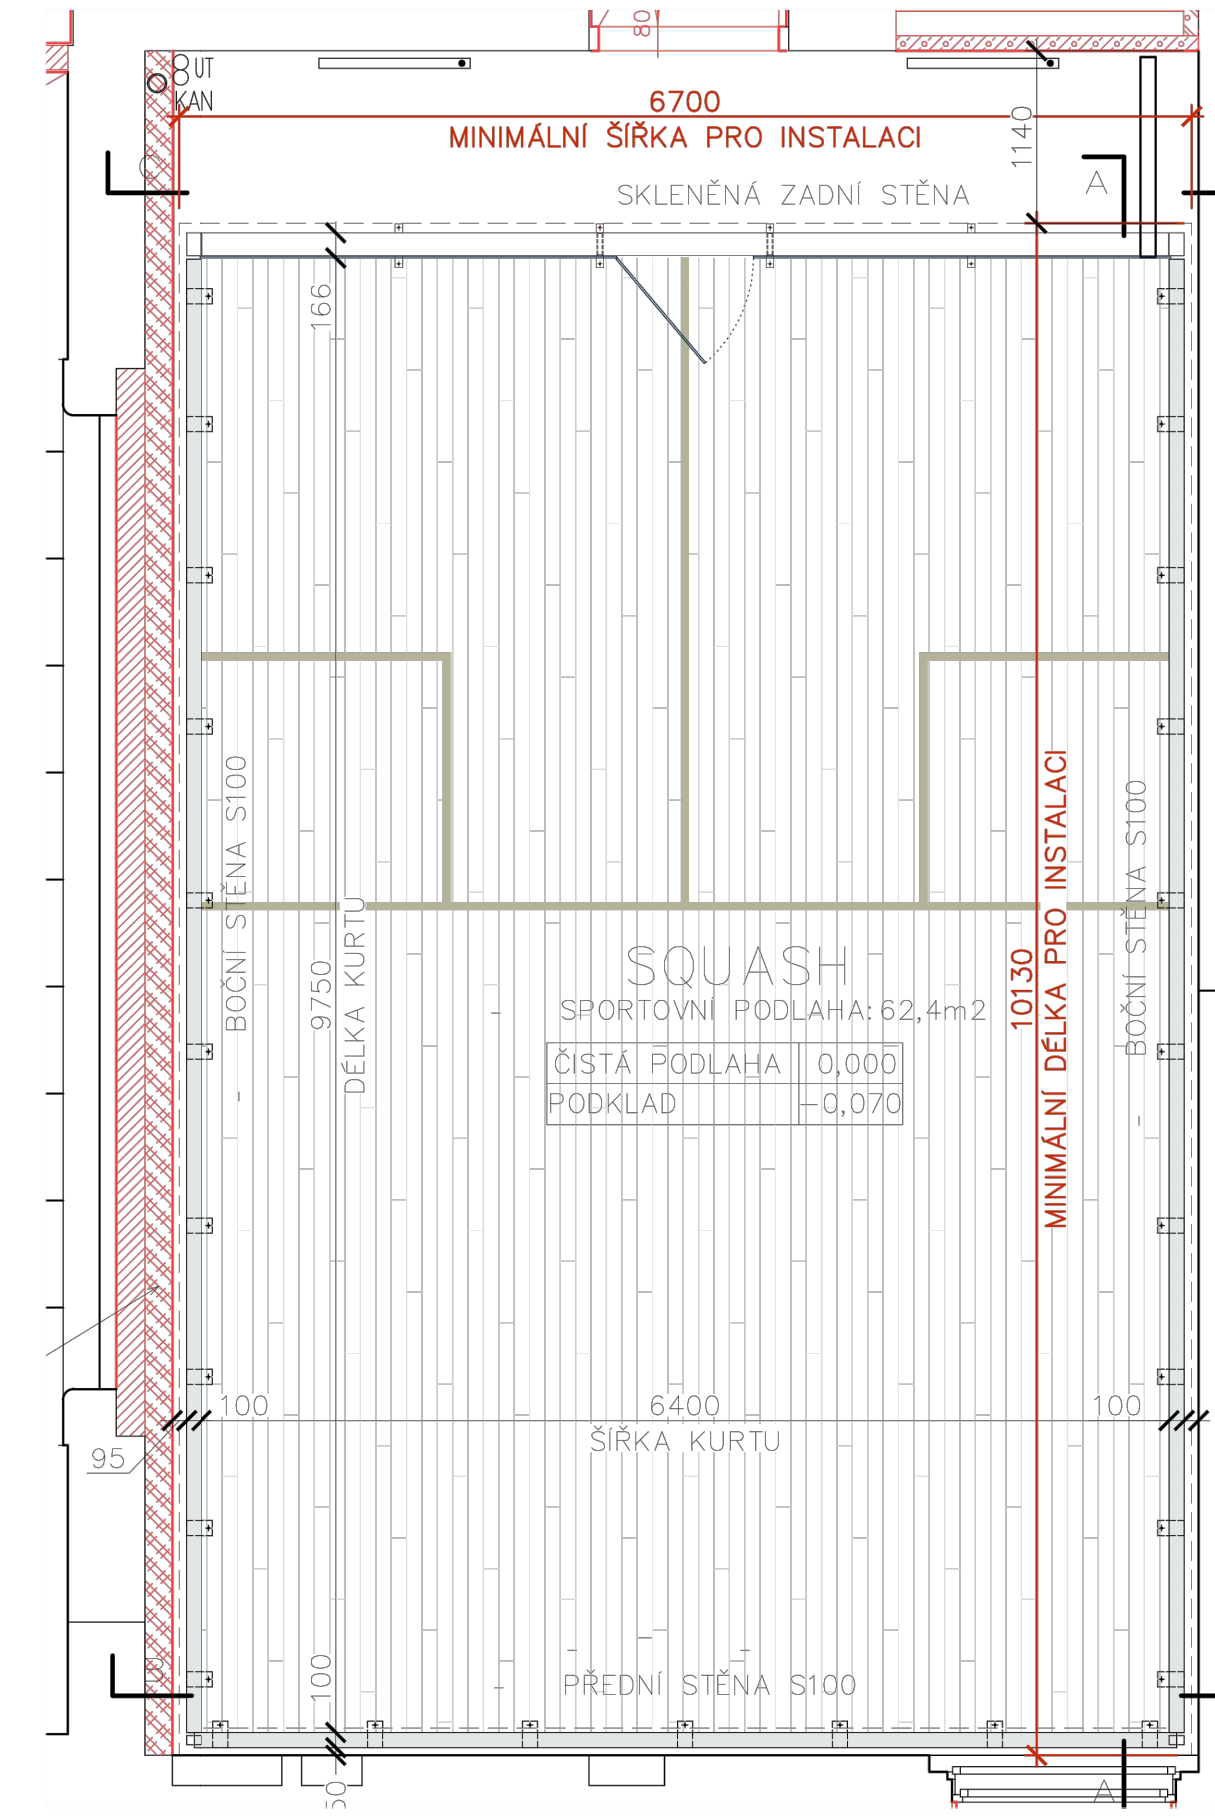 80
UT
KAN
6700
MINIMÁLNÍ ŠÍŘKA PRO INSTALACI
1140
C
A
SKLENĚNÁ ZADNÍ STĚNA
166
BOČNÍ STĚNA S100
9750
DÉLKA KURTU
SQUASH
SPORTOVNÍ PODLAHA: 62,4m2
ČISTÁ PODLAHA 0,000
PODKLAD -0,070
10130
MINIMÁLNÍ DÉLKA PRO INSTALACI
BOČNÍ STĚNA S100
100
6400
100
ŠÍŘKA KURTU
95
B
100
PŘEDNÍ STĚNA S100
50
A